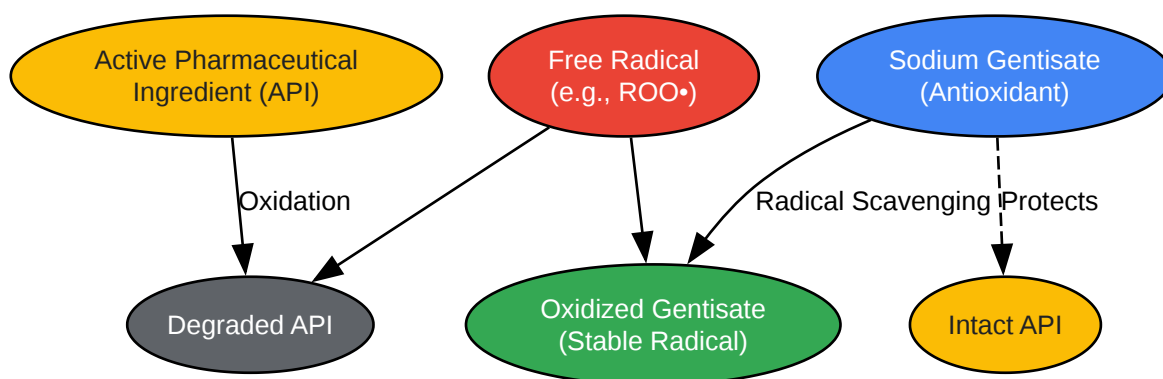 Active Pharmaceutical
Ingredient (API)
Free Radical
(e.g., ROO•)
Sodium Gentisate
(Antioxidant)
Oxidation
Radical Scavenging
Protects
Degraded API
Oxidized Gentisate
(Stable Radical)
Intact API